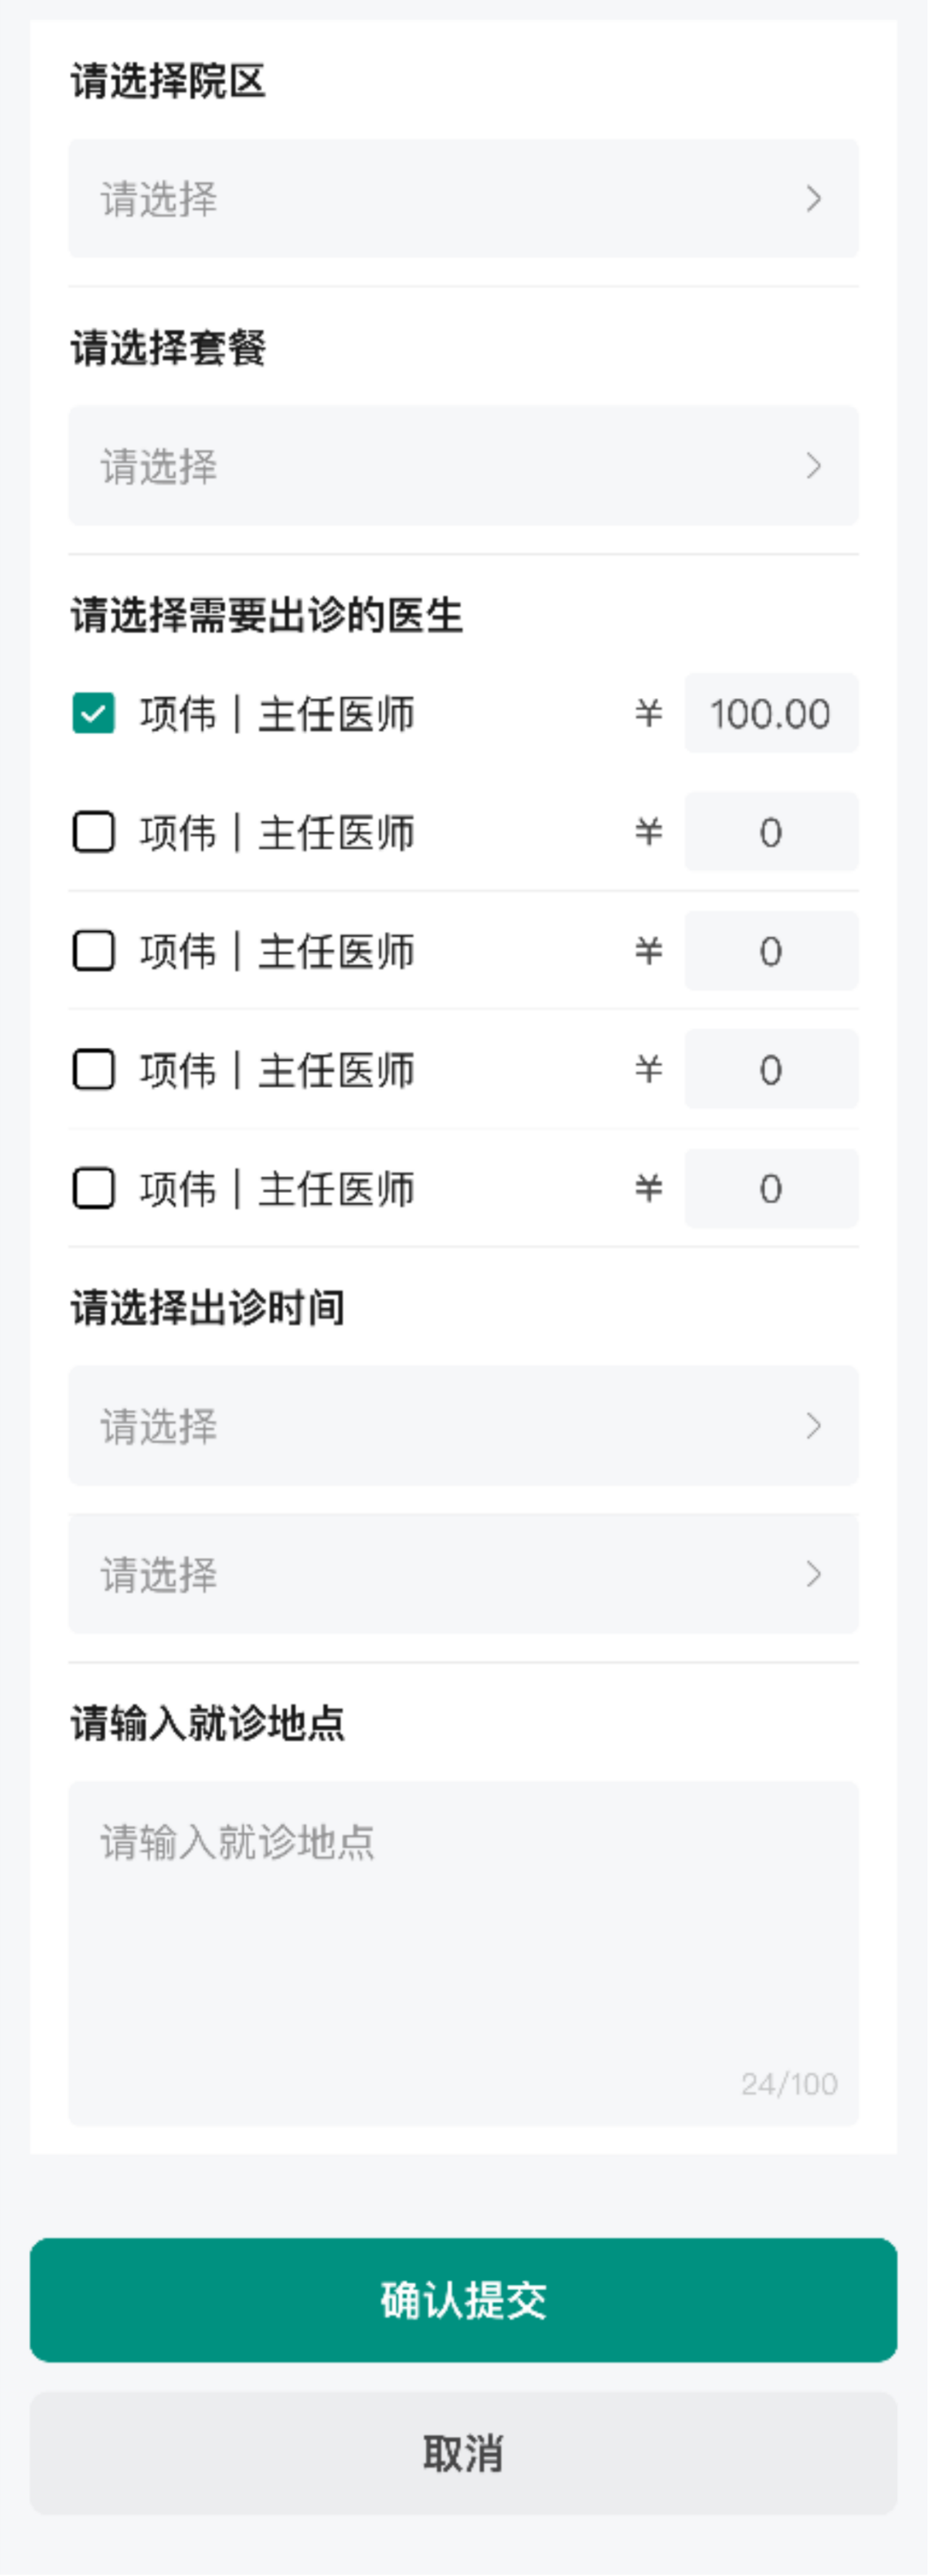 请选择院区
请选择
请选择套餐
请选择
请选择需要出诊的医生
项伟｜主任医师 ¥ 100.00
项伟｜主任医师 ¥ 0
项伟｜主任医师 ¥ 0
项伟｜主任医师 ¥ 0
项伟｜主任医师 ¥ 0
请选择出诊时间
请选择
请选择
请输入就诊地点
请输入就诊地点
24/100
确认提交
取消